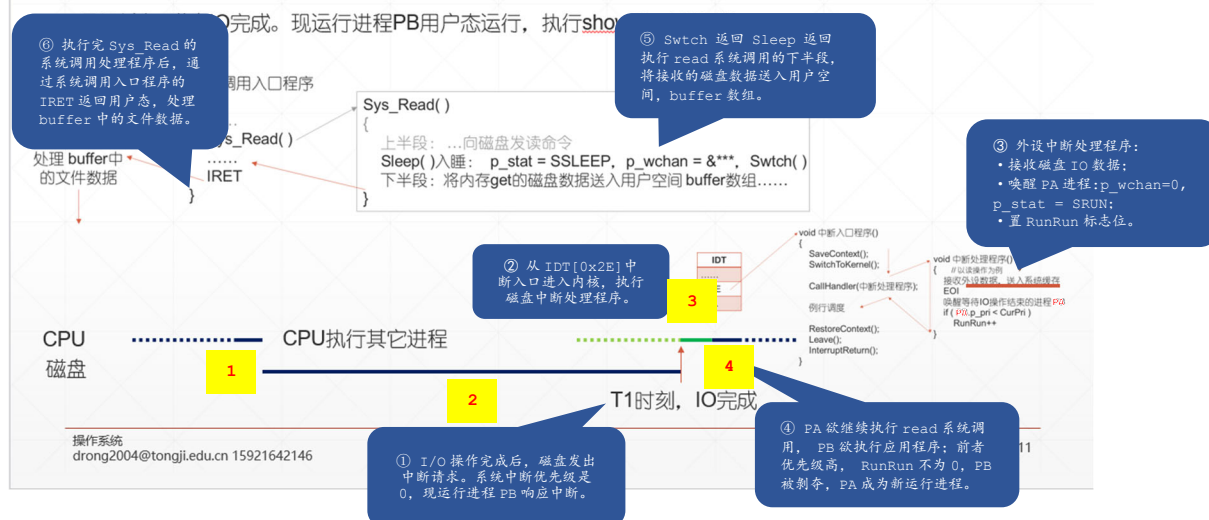 IO完成。现运行进程PB用户态运行，执行
⑥ 执行完 Sys_Read 的
系统调用处理程序后，通
过系统调用入口程序的
IRET 返回用户态，处理
buffer 中的文件数据。
⑤ Swtch 返回 Sleep 返回
执行 read 系统调用的下半段，
将接收的磁盘数据送入用户空
间，buffer 数组。
调用入口程序
Sys_Read( )
……
IRET
}
处理 buffer中
的文件数据
Sys_Read( )
{
上半段：…向磁盘发读命令
Sleep( )入睡： p_stat = SSLEEP，p_wchan = &***，Swtch( )
下半段：将内存get的磁盘数据送入用户空间 buffer数组……
}
③ 外设中断处理程序:
• 接收磁盘 IO 数据;
• 唤醒 PA 进程:p_wchan=0,
p_stat = SRUN;
• 置 RunRun 标志位。
② 从 IDT[0x2E]中
断入口进入内核，执行
磁盘中断处理程序。
IDT
……
E
3
void 中断入口程序()
{
SaveContext();
SwitchToKernel();
CallHandler(中断处理程序);
例行调度
RestoreContext();
Leave();
InterruptReturn();
}
void 中断处理程序()
{ // 以读操作为例
接收外设数据，送入系统缓存
EOI
唤醒等待IO操作结束的进程PA
if ( PA.p_pri < CurPri )
RunRun++
}
CPU
CPU执行其它进程
磁盘
1
2
4
T1时刻，IO完成
① I/O 操作完成后，磁盘发出
中断请求。系统中断优先级是
0，现运行进程 PB 响应中断。
④ PA 欲继续执行 read 系统调
用， PB 欲执行应用程序；前者
优先级高， RunRun 不为 0，PB
被剥夺，PA 成为新运行进程。
操作系统
drong2004@tongji.edu.cn 15921642146
11